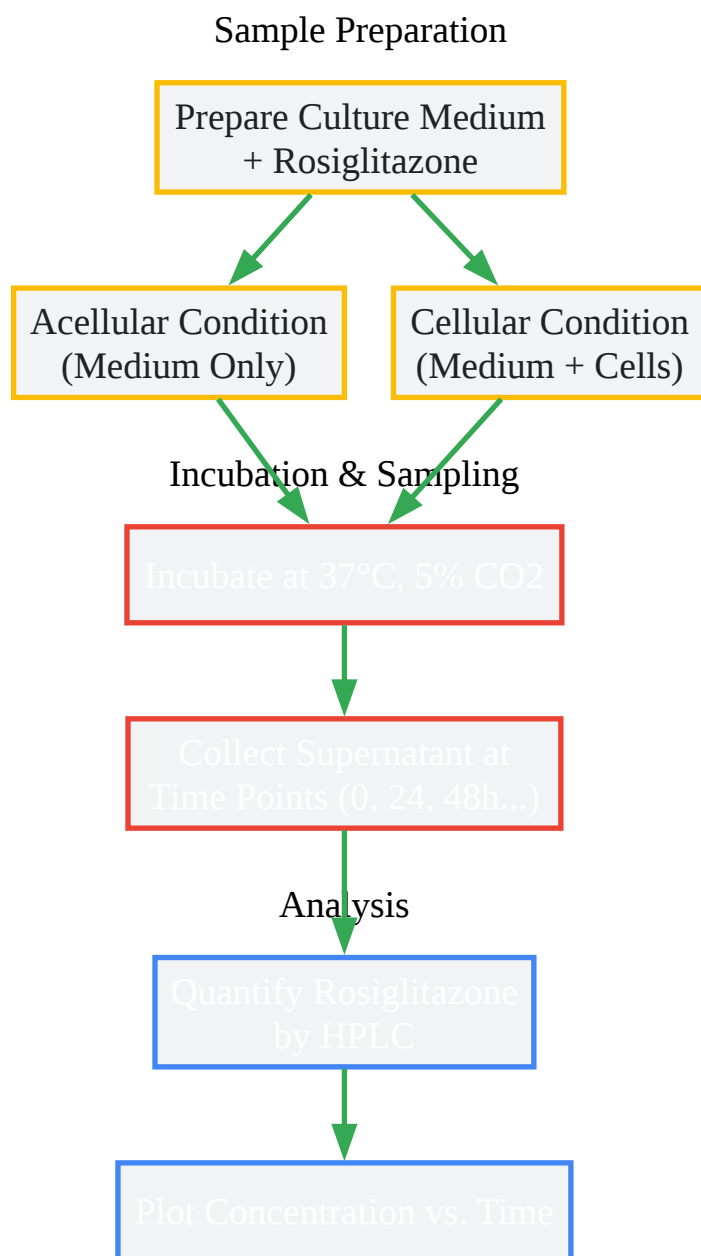 Sample Preparation
Prepare Culture Medium
+ Rosiglitazone
Acellular Condition
(Medium Only)
Cellular Condition
(Medium + Cells)
Incubation & Sampling
Incubate at 37°C, 5% CO2
Collect Supernatant at
Time Points (0, 24, 48h...)
Analysis
Quantify Rosiglitazone
by HPLC
Plot Concentration vs. Time